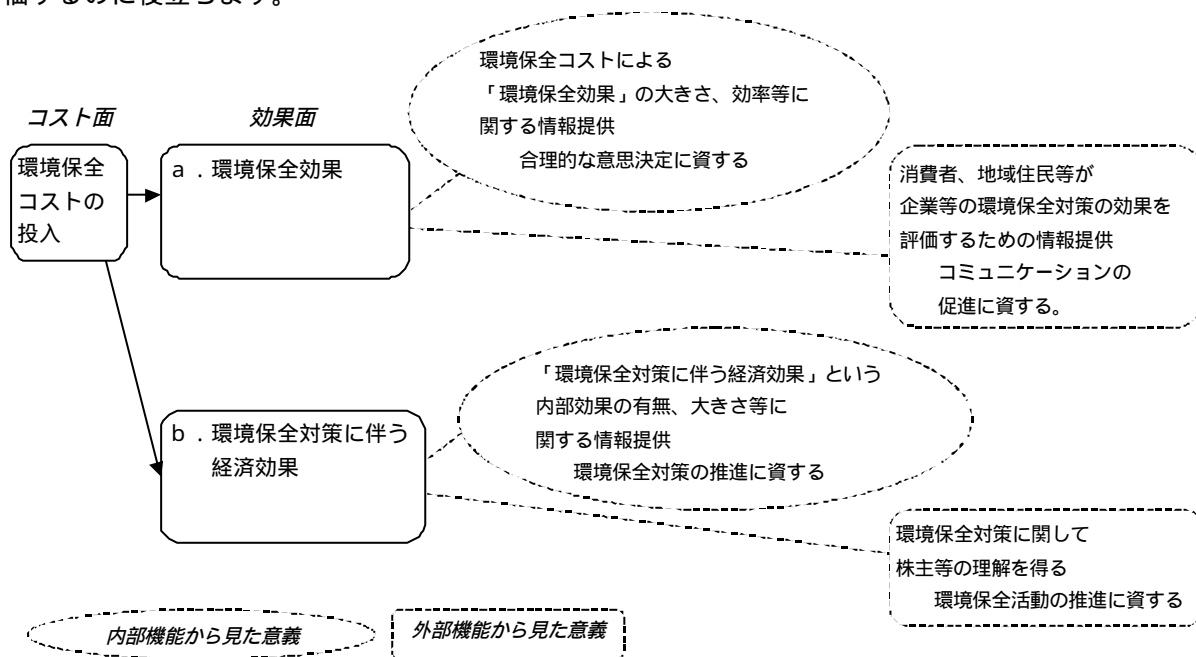 価するのに役立ちます。
環境保全コストによる
「環境保全効果」の大きさ、効率等に
関する情報提供
合理的な意思決定に資する
コスト面
効果面
環境保全
コストの
投入
a．環境保全効果
消費者、地域住民等が
企業等の環境保全対策の効果を
評価するための情報提供
コミュニケーションの
促進に資する。
「環境保全対策に伴う経済効果」という
内部効果の有無、大きさ等に
関する情報提供
環境保全対策の推進に資する
b．環境保全対策に伴う
経済効果
環境保全対策に関して
株主等の理解を得る
環境保全活動の推進に資する
内部機能から見た意義
外部機能から見た意義